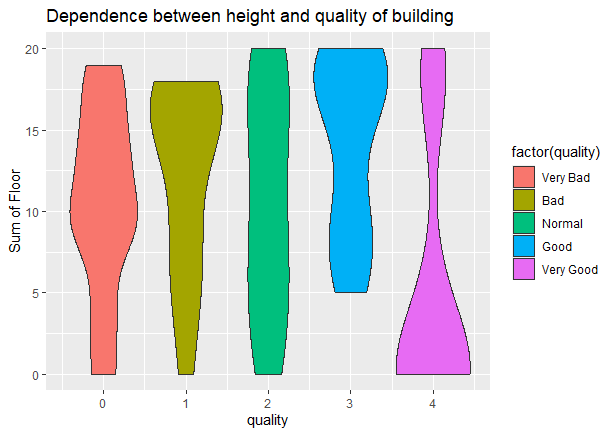 Dependence between height and quality of building
Sum of Floor
20
15
10
5
0
0 1 2 3 4
quality
factor(quality)
Very Bad
Bad
Normal
Good
Very Good